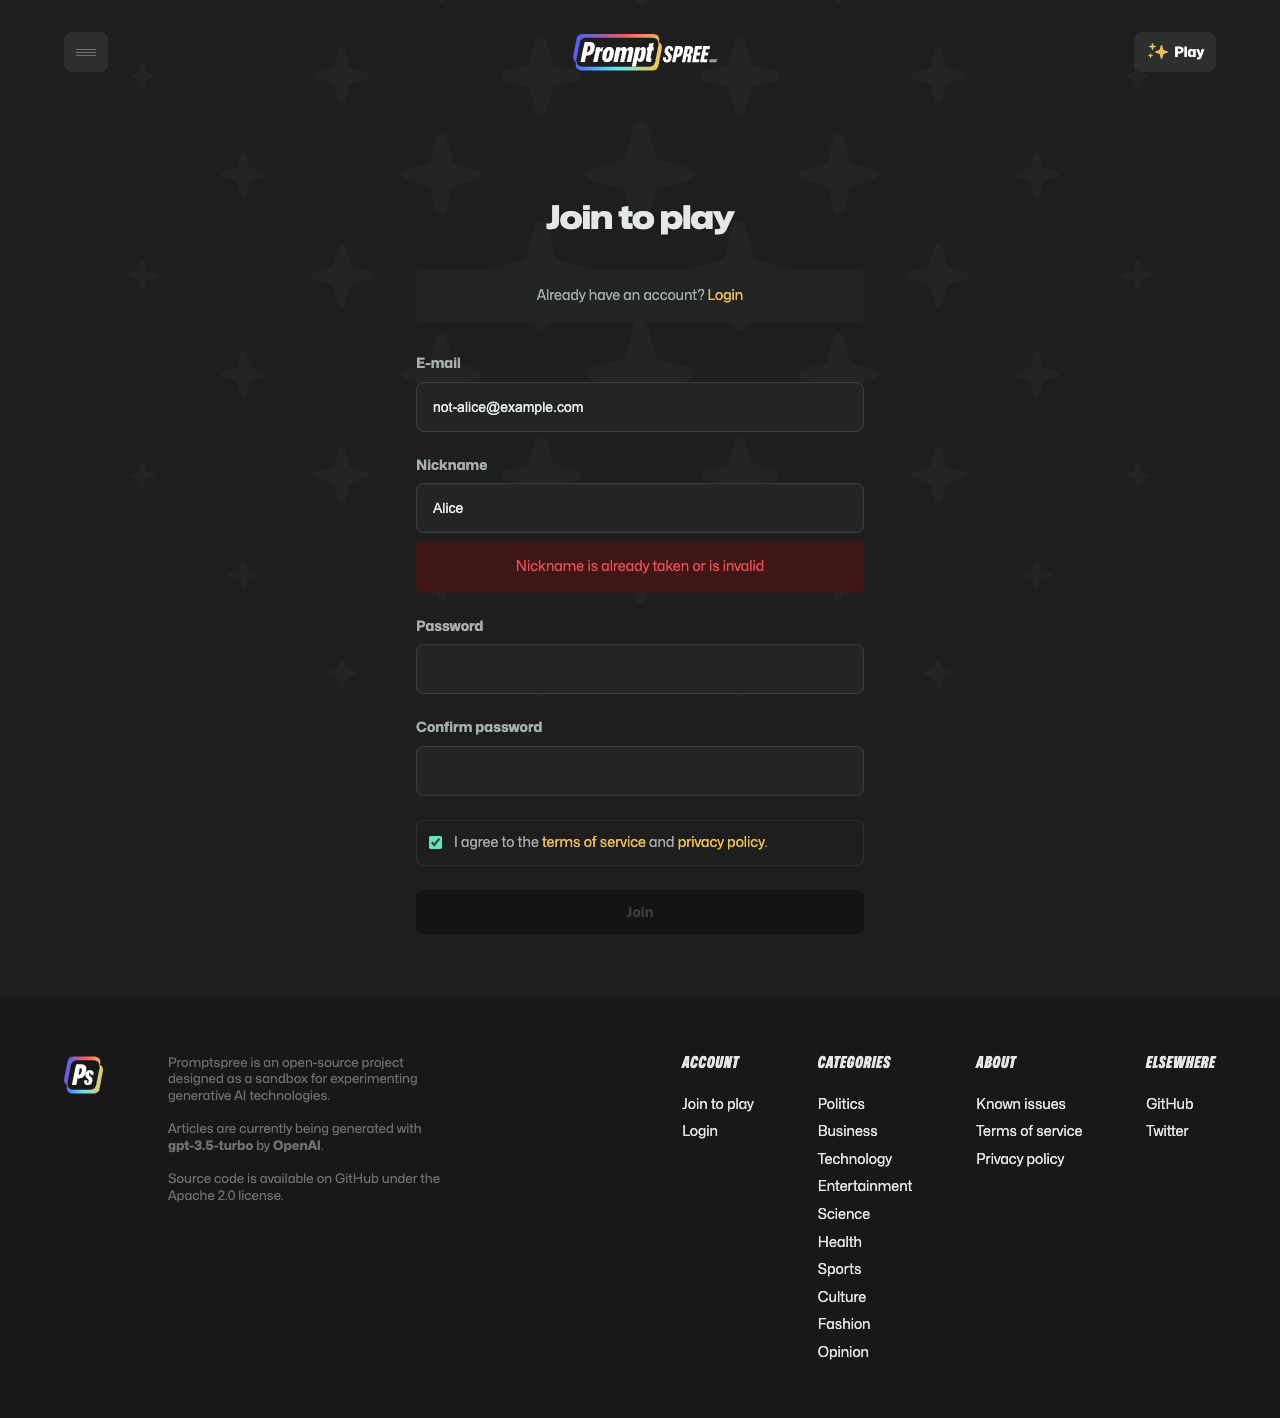 Prompt SPREE
Play
Join to play
Already have an account? Login
E-mail
not-alice@example.com
Nickname
Alice
Nickname is already taken or is invalid
Password
Confirm password
I agree to the terms of service and privacy policy.
Join
Ps
Promptspree is an open-source project
designed as a sandbox for experimenting
generative AI technologies.
Articles are currently being generated with
gpt-3.5-turbo by OpenAI.
Source code is available on GitHub under the
Apache 2.0 license.
ACCOUNT
Join to play
Login
CATEGORIES
Politics
Business
Technology
Entertainment
Science
Health
Sports
Culture
Fashion
Opinion
ABOUT
Known issues
Terms of service
Privacy policy
ELSEWHERE
GitHub
Twitter